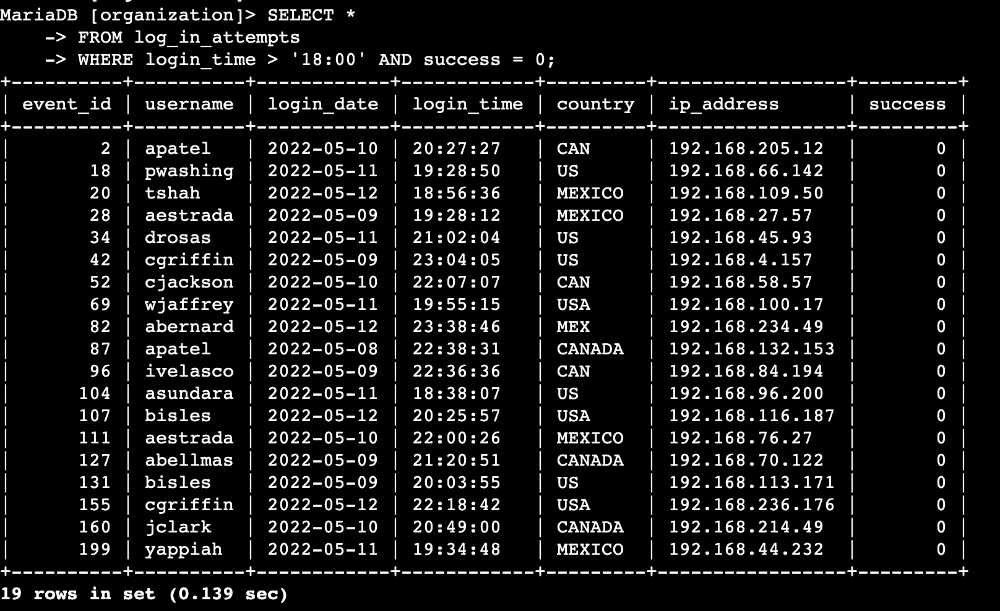 MariaDB [organization]> SELECT *
    -> FROM log_in_attempts
    -> WHERE login_time > '18:00' AND success = 0;
+----------+----------+------------+------------+---------+-----------------+---------+
| event_id | username | login_date | login_time | country | ip_address      | success |
+----------+----------+------------+------------+---------+-----------------+---------+
|        2 | apatel   | 2022-05-10 | 20:27:27   | CAN     | 192.168.205.12  |       0 |
|       18 | pwashing | 2022-05-11 | 19:28:50   | US      | 192.168.66.142  |       0 |
|       20 | tshah    | 2022-05-12 | 18:56:36   | MEXICO  | 192.168.109.50  |       0 |
|       28 | aestrada | 2022-05-09 | 19:28:12   | MEXICO  | 192.168.27.57   |       0 |
|       34 | drosas   | 2022-05-11 | 21:02:04   | US      | 192.168.45.93   |       0 |
|       42 | cgriffin | 2022-05-09 | 23:04:05   | US      | 192.168.4.157   |       0 |
|       52 | cjackson | 2022-05-10 | 22:07:07   | CAN     | 192.168.58.57   |       0 |
|       69 | wjaffrey | 2022-05-11 | 19:55:15   | USA     | 192.168.100.17  |       0 |
|       82 | abernard | 2022-05-12 | 23:38:46   | MEX     | 192.168.234.49  |       0 |
|       87 | apatel   | 2022-05-08 | 22:38:31   | CANADA  | 192.168.132.153 |       0 |
|       96 | ivelasco | 2022-05-09 | 22:36:36   | CAN     | 192.168.84.194  |       0 |
|      104 | asundara | 2022-05-11 | 18:38:07   | US      | 192.168.96.200  |       0 |
|      107 | bisles   | 2022-05-12 | 20:25:57   | USA     | 192.168.116.187 |       0 |
|      111 | aestrada | 2022-05-10 | 22:00:26   | MEXICO  | 192.168.76.27   |       0 |
|      127 | abellmas | 2022-05-09 | 21:20:51   | CANADA  | 192.168.70.122  |       0 |
|      131 | bisles   | 2022-05-09 | 20:03:55   | US      | 192.168.113.171 |       0 |
|      155 | cgriffin | 2022-05-12 | 22:18:42   | USA     | 192.168.236.176 |       0 |
|      160 | jclark   | 2022-05-10 | 20:49:00   | CANADA  | 192.168.214.49  |       0 |
|      199 | yappiah  | 2022-05-11 | 19:34:48   | MEXICO  | 192.168.44.232  |       0 |
+----------+----------+------------+------------+---------+-----------------+---------+
19 rows in set (0.139 sec)